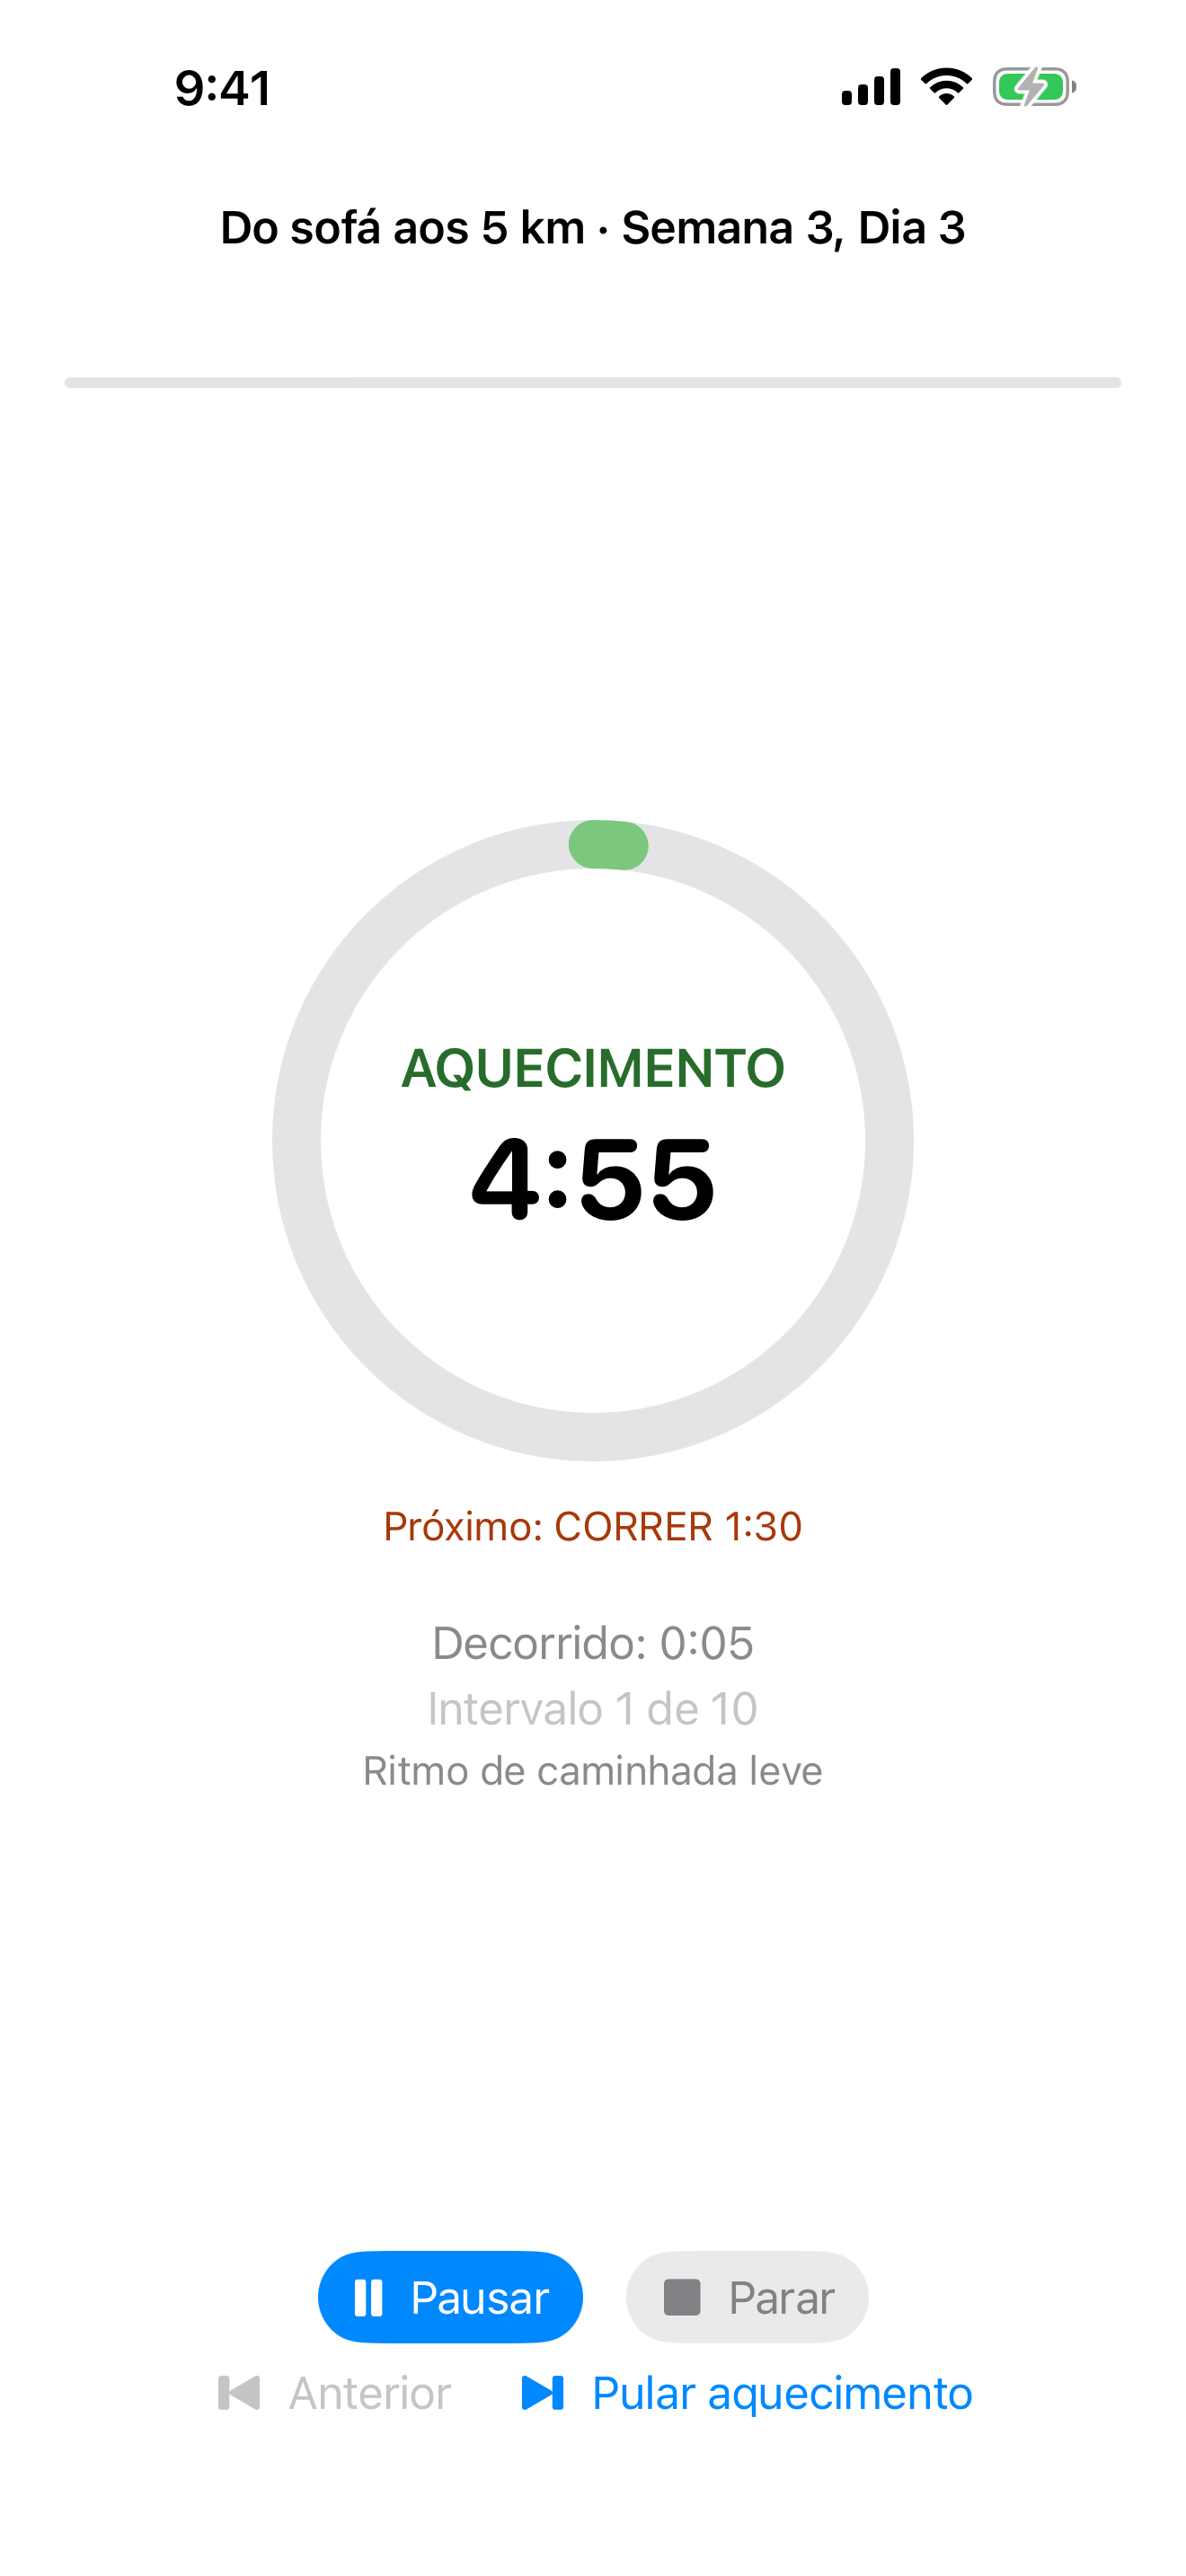 9:41
Do sofá aos 5 km · Semana 3, Dia 3
AQUECIMENTO
4:55
Próximo: CORRER 1:30
Decorrido: 0:05
Intervalo 1 de 10
Ritmo de caminhada leve
Pausar Parar
Anterior Pular aquecimento